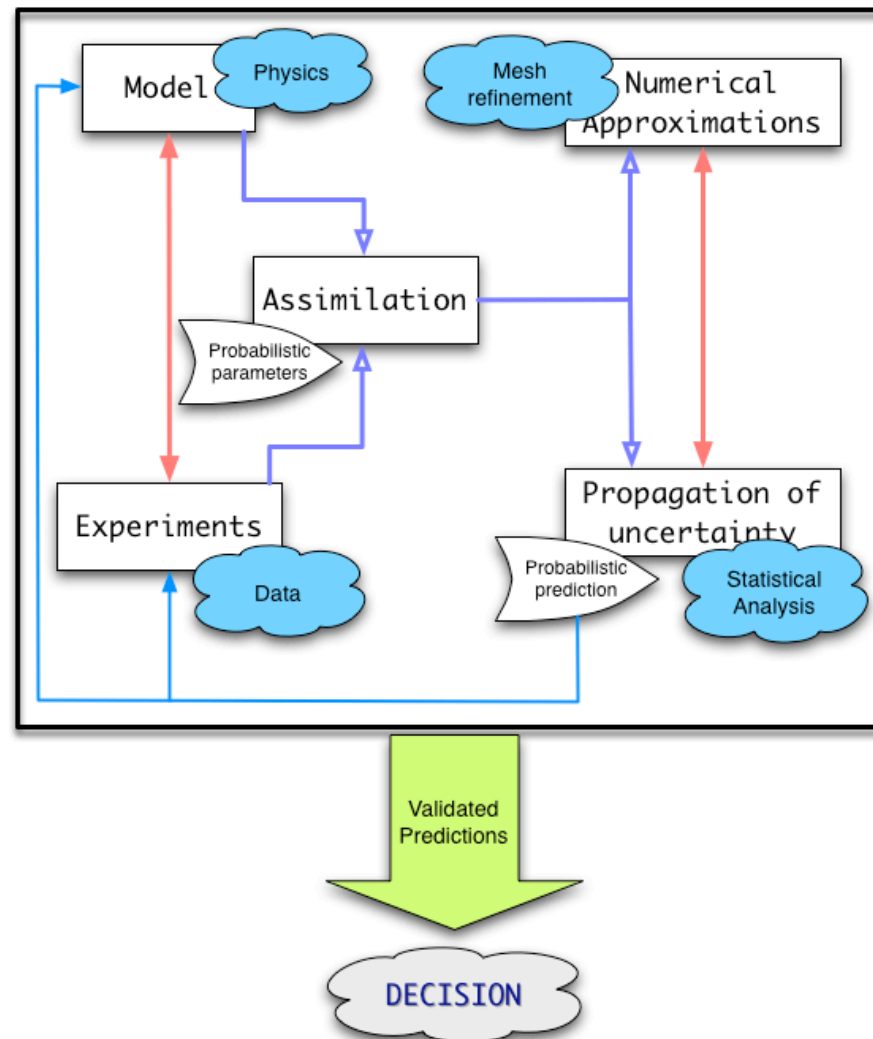 Model
Physics
Mesh
refinement
Numerical
Approximations
Assimilation
Probabilistic
parameters
Experiments
Data
Propagation of
uncertainty
Probabilistic
prediction
Statistical
Analysis
Validated
Predictions
DECISION